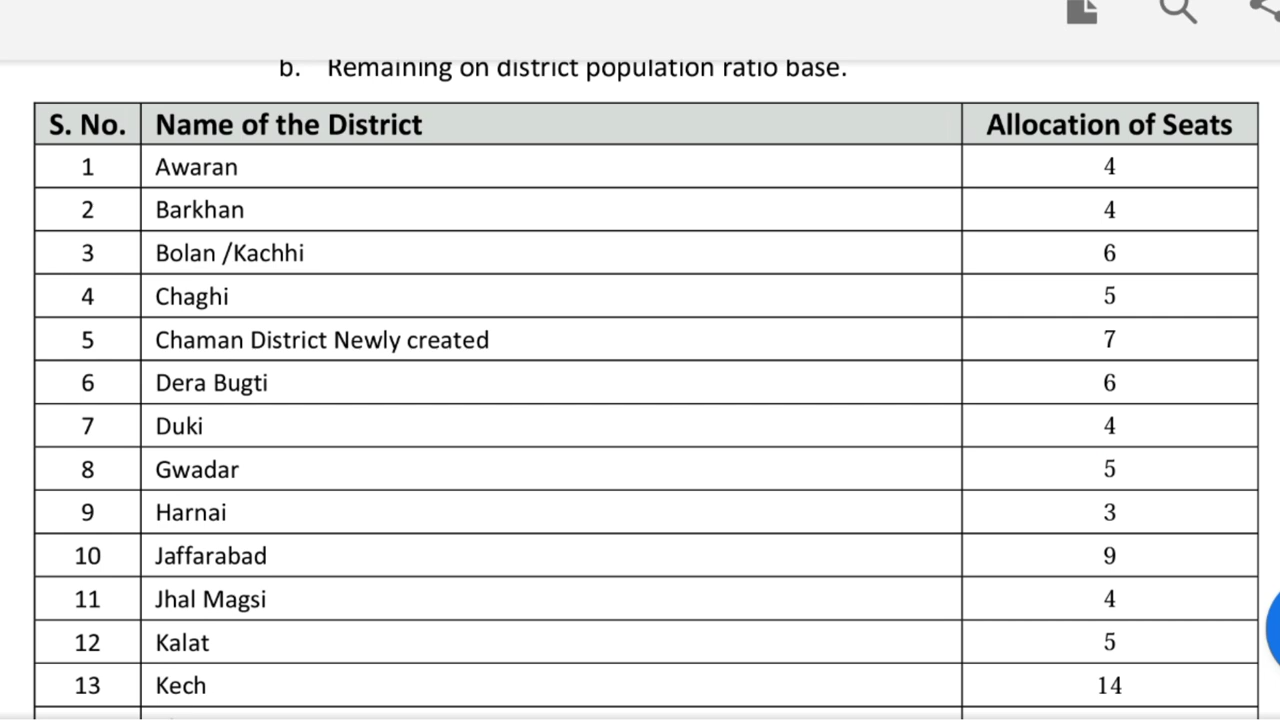 b. Remaining on district population ratio base.
S. No. Name of the District Allocation of Seats
1 Awaran 4
2 Barkhan 4
3 Bolan /Kachhi 6
4 Chaghi 5
5 Chaman District Newly created 7
6 Dera Bugti 6
7 Duki 4
8 Gwadar 5
9 Harnai 3
10 Jaffarabad 9
11 Jhal Magsi 4
12 Kalat 5
13 Kech 14